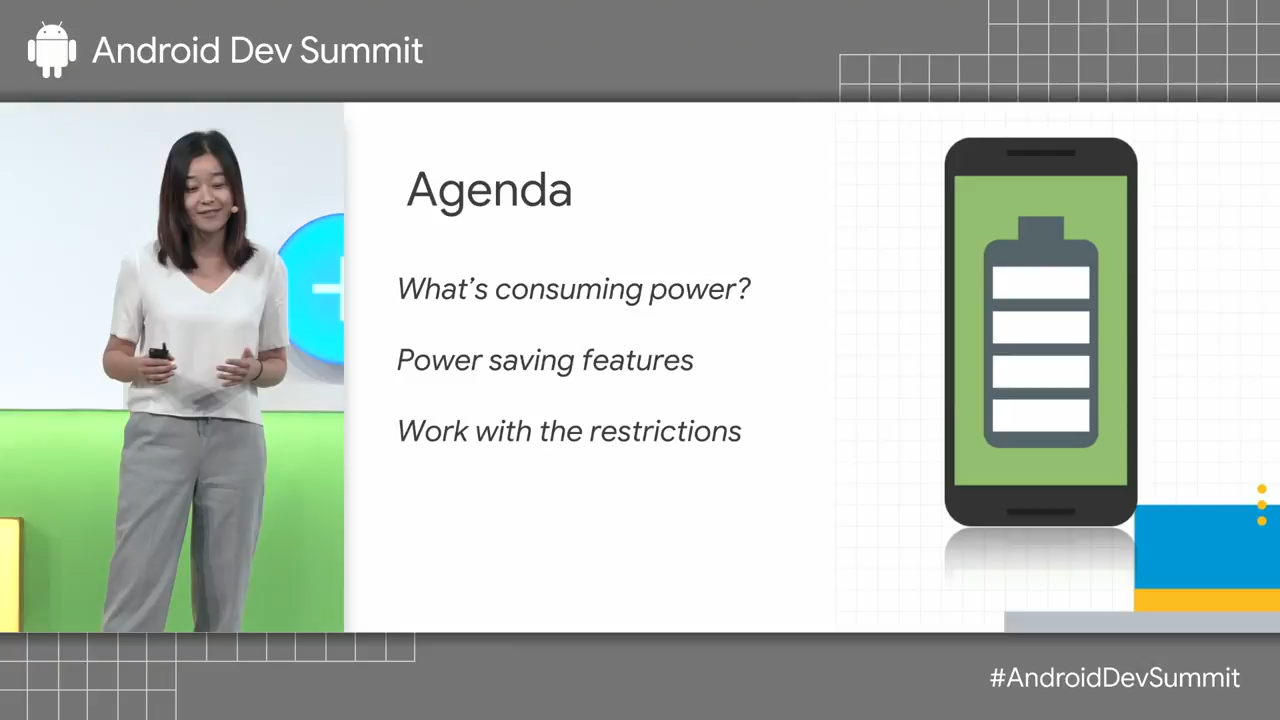 Android Dev Summit
Agenda
What's consuming power?
Power saving features
Work with the restrictions
#AndroidDevSummit